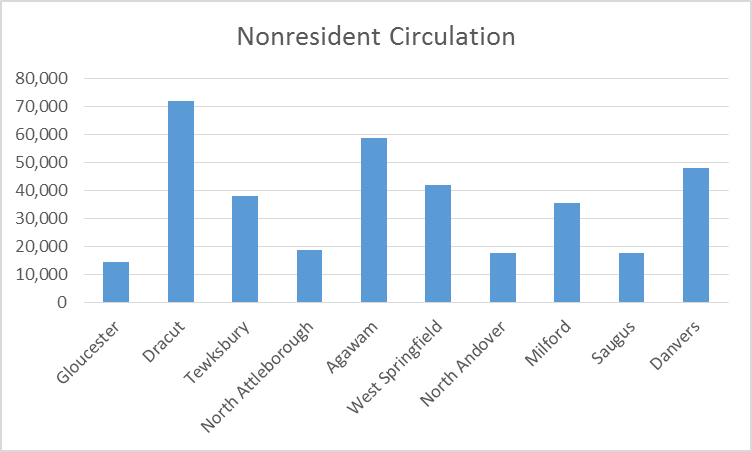 Nonresident Circulation
80,000
70,000
60,000
50,000
40,000
30,000
20,000
10,000
0
Gloucester
Dracut
Tewksbury
North Attleborough
Agawam
West Springfield
North Andover
Milford
Saugus
Danvers